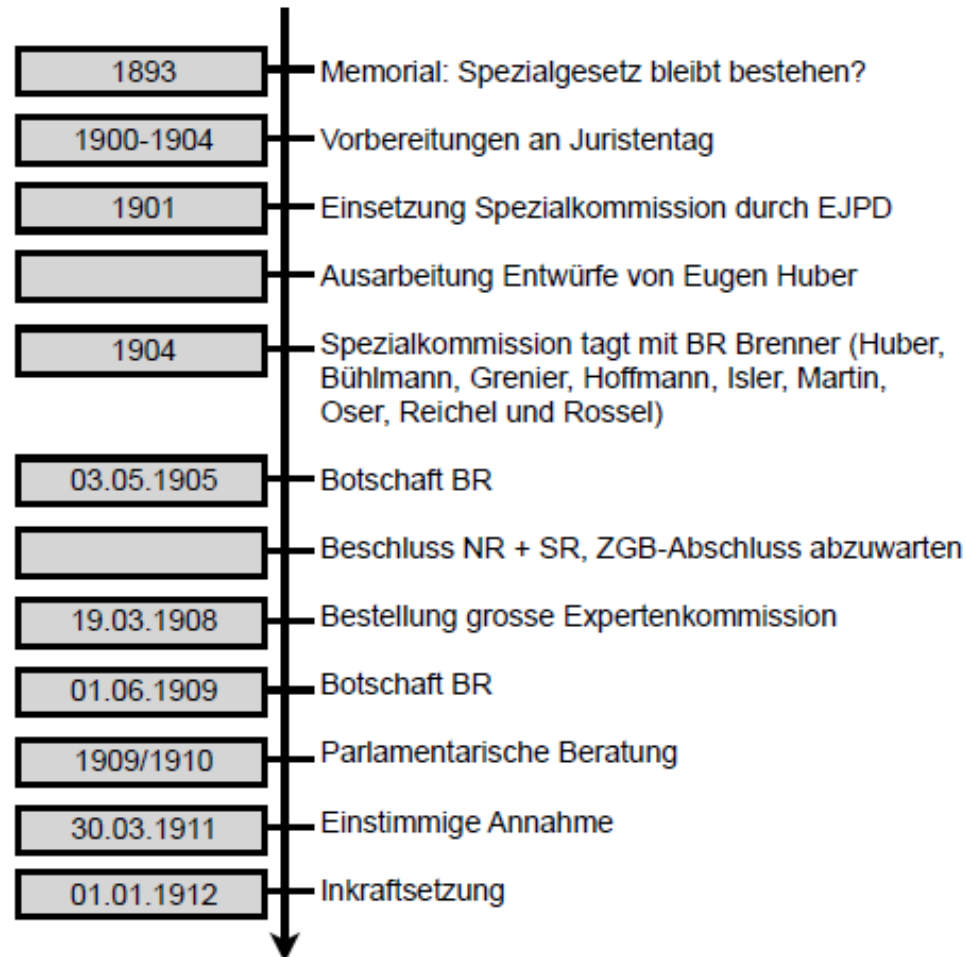 1893 Memorial: Spezialgesetz bleibt bestehen?
1900-1904 Vorbereitungen an Juristentag
1901 Einsetzung Spezialkommission durch EJPD
Ausarbeitung Entwürfe von Eugen Huber
1904 Spezialkommission tagt mit BR Brenner (Huber,
Bühlmann, Grenier, Hoffmann, Isler, Martin,
Oser, Reichel und Rossel)
03.05.1905 Botschaft BR
Beschluss NR + SR, ZGB-Abschluss abzuwarten
19.03.1908 Bestellung grosse Expertenkommission
01.06.1909 Botschaft BR
1909/1910 Parlamentarische Beratung
30.03.1911 Einstimmige Annahme
01.01.1912 Inkraftsetzung